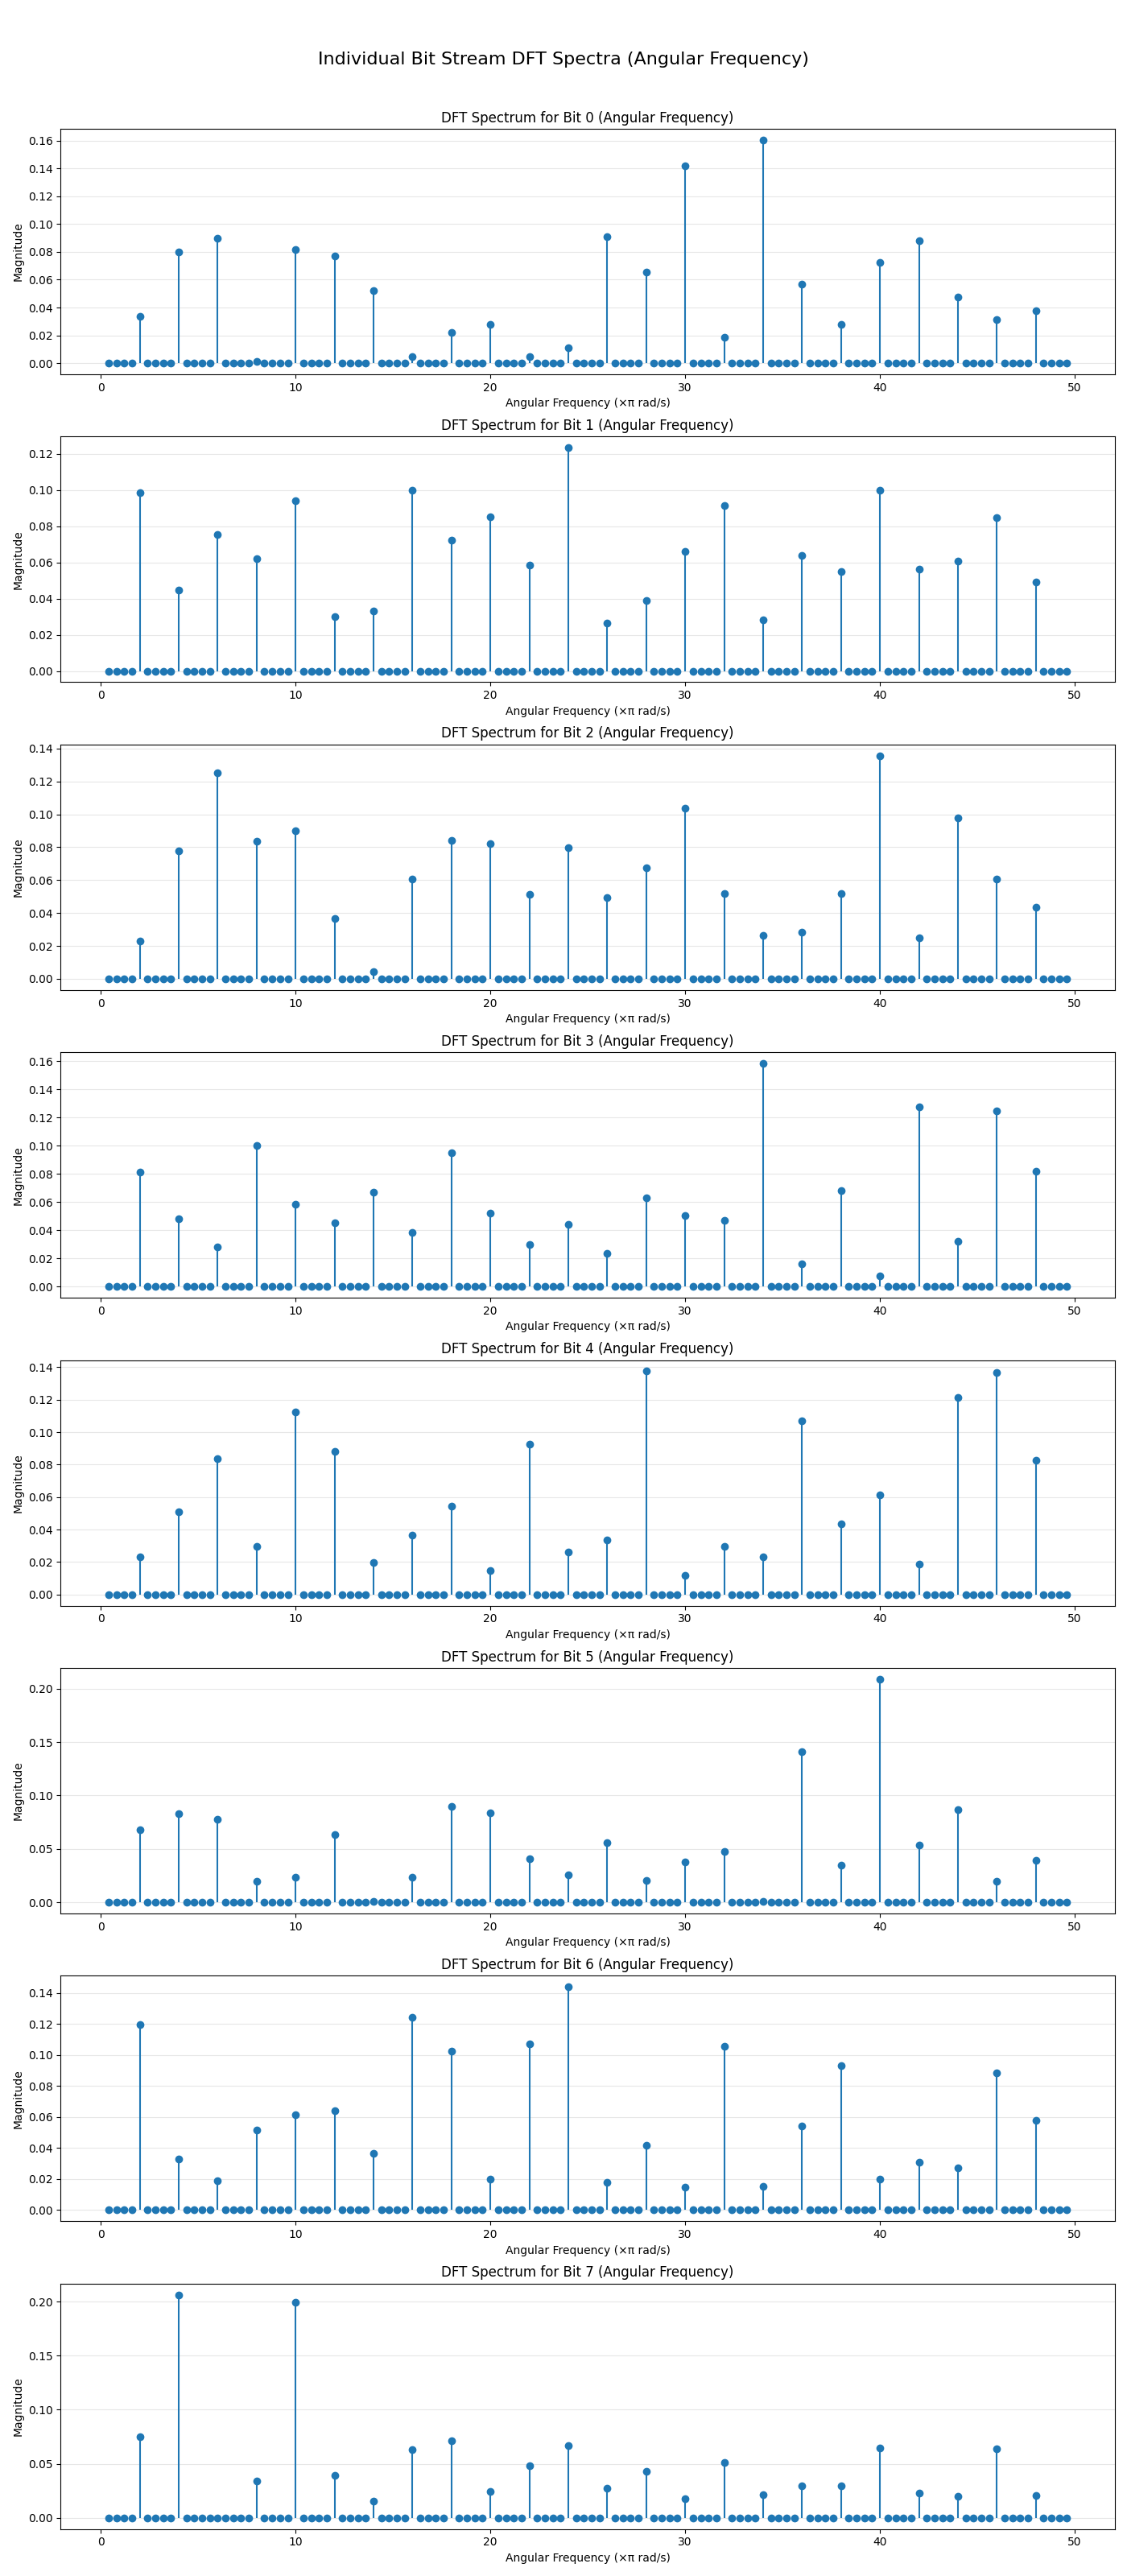 Individual Bit Stream DFT Spectra (Angular Frequency)
DFT Spectrum for Bit 0 (Angular Frequency)
0.16
0.14
0.12
0.10
0.08
0.06
0.04
0.02
0.00
Magnitude
0 10 20 30 40 50
Angular Frequency (×π rad/s)
DFT Spectrum for Bit 1 (Angular Frequency)
0.12
0.10
0.08
0.06
0.04
0.02
0.00
Magnitude
0 10 20 30 40 50
Angular Frequency (×π rad/s)
DFT Spectrum for Bit 2 (Angular Frequency)
0.14
0.12
0.10
0.08
0.06
0.04
0.02
0.00
Magnitude
0 10 20 30 40 50
Angular Frequency (×π rad/s)
DFT Spectrum for Bit 3 (Angular Frequency)
0.16
0.14
0.12
0.10
0.08
0.06
0.04
0.02
0.00
Magnitude
0 10 20 30 40 50
Angular Frequency (×π rad/s)
DFT Spectrum for Bit 4 (Angular Frequency)
0.14
0.12
0.10
0.08
0.06
0.04
0.02
0.00
Magnitude
0 10 20 30 40 50
Angular Frequency (×π rad/s)
DFT Spectrum for Bit 5 (Angular Frequency)
0.20
0.15
0.10
0.05
0.00
Magnitude
0 10 20 30 40 50
Angular Frequency (×π rad/s)
DFT Spectrum for Bit 6 (Angular Frequency)
0.14
0.12
0.10
0.08
0.06
0.04
0.02
0.00
Magnitude
0 10 20 30 40 50
Angular Frequency (×π rad/s)
DFT Spectrum for Bit 7 (Angular Frequency)
0.20
0.15
0.10
0.05
0.00
Magnitude
0 10 20 30 40 50
Angular Frequency (×π rad/s)